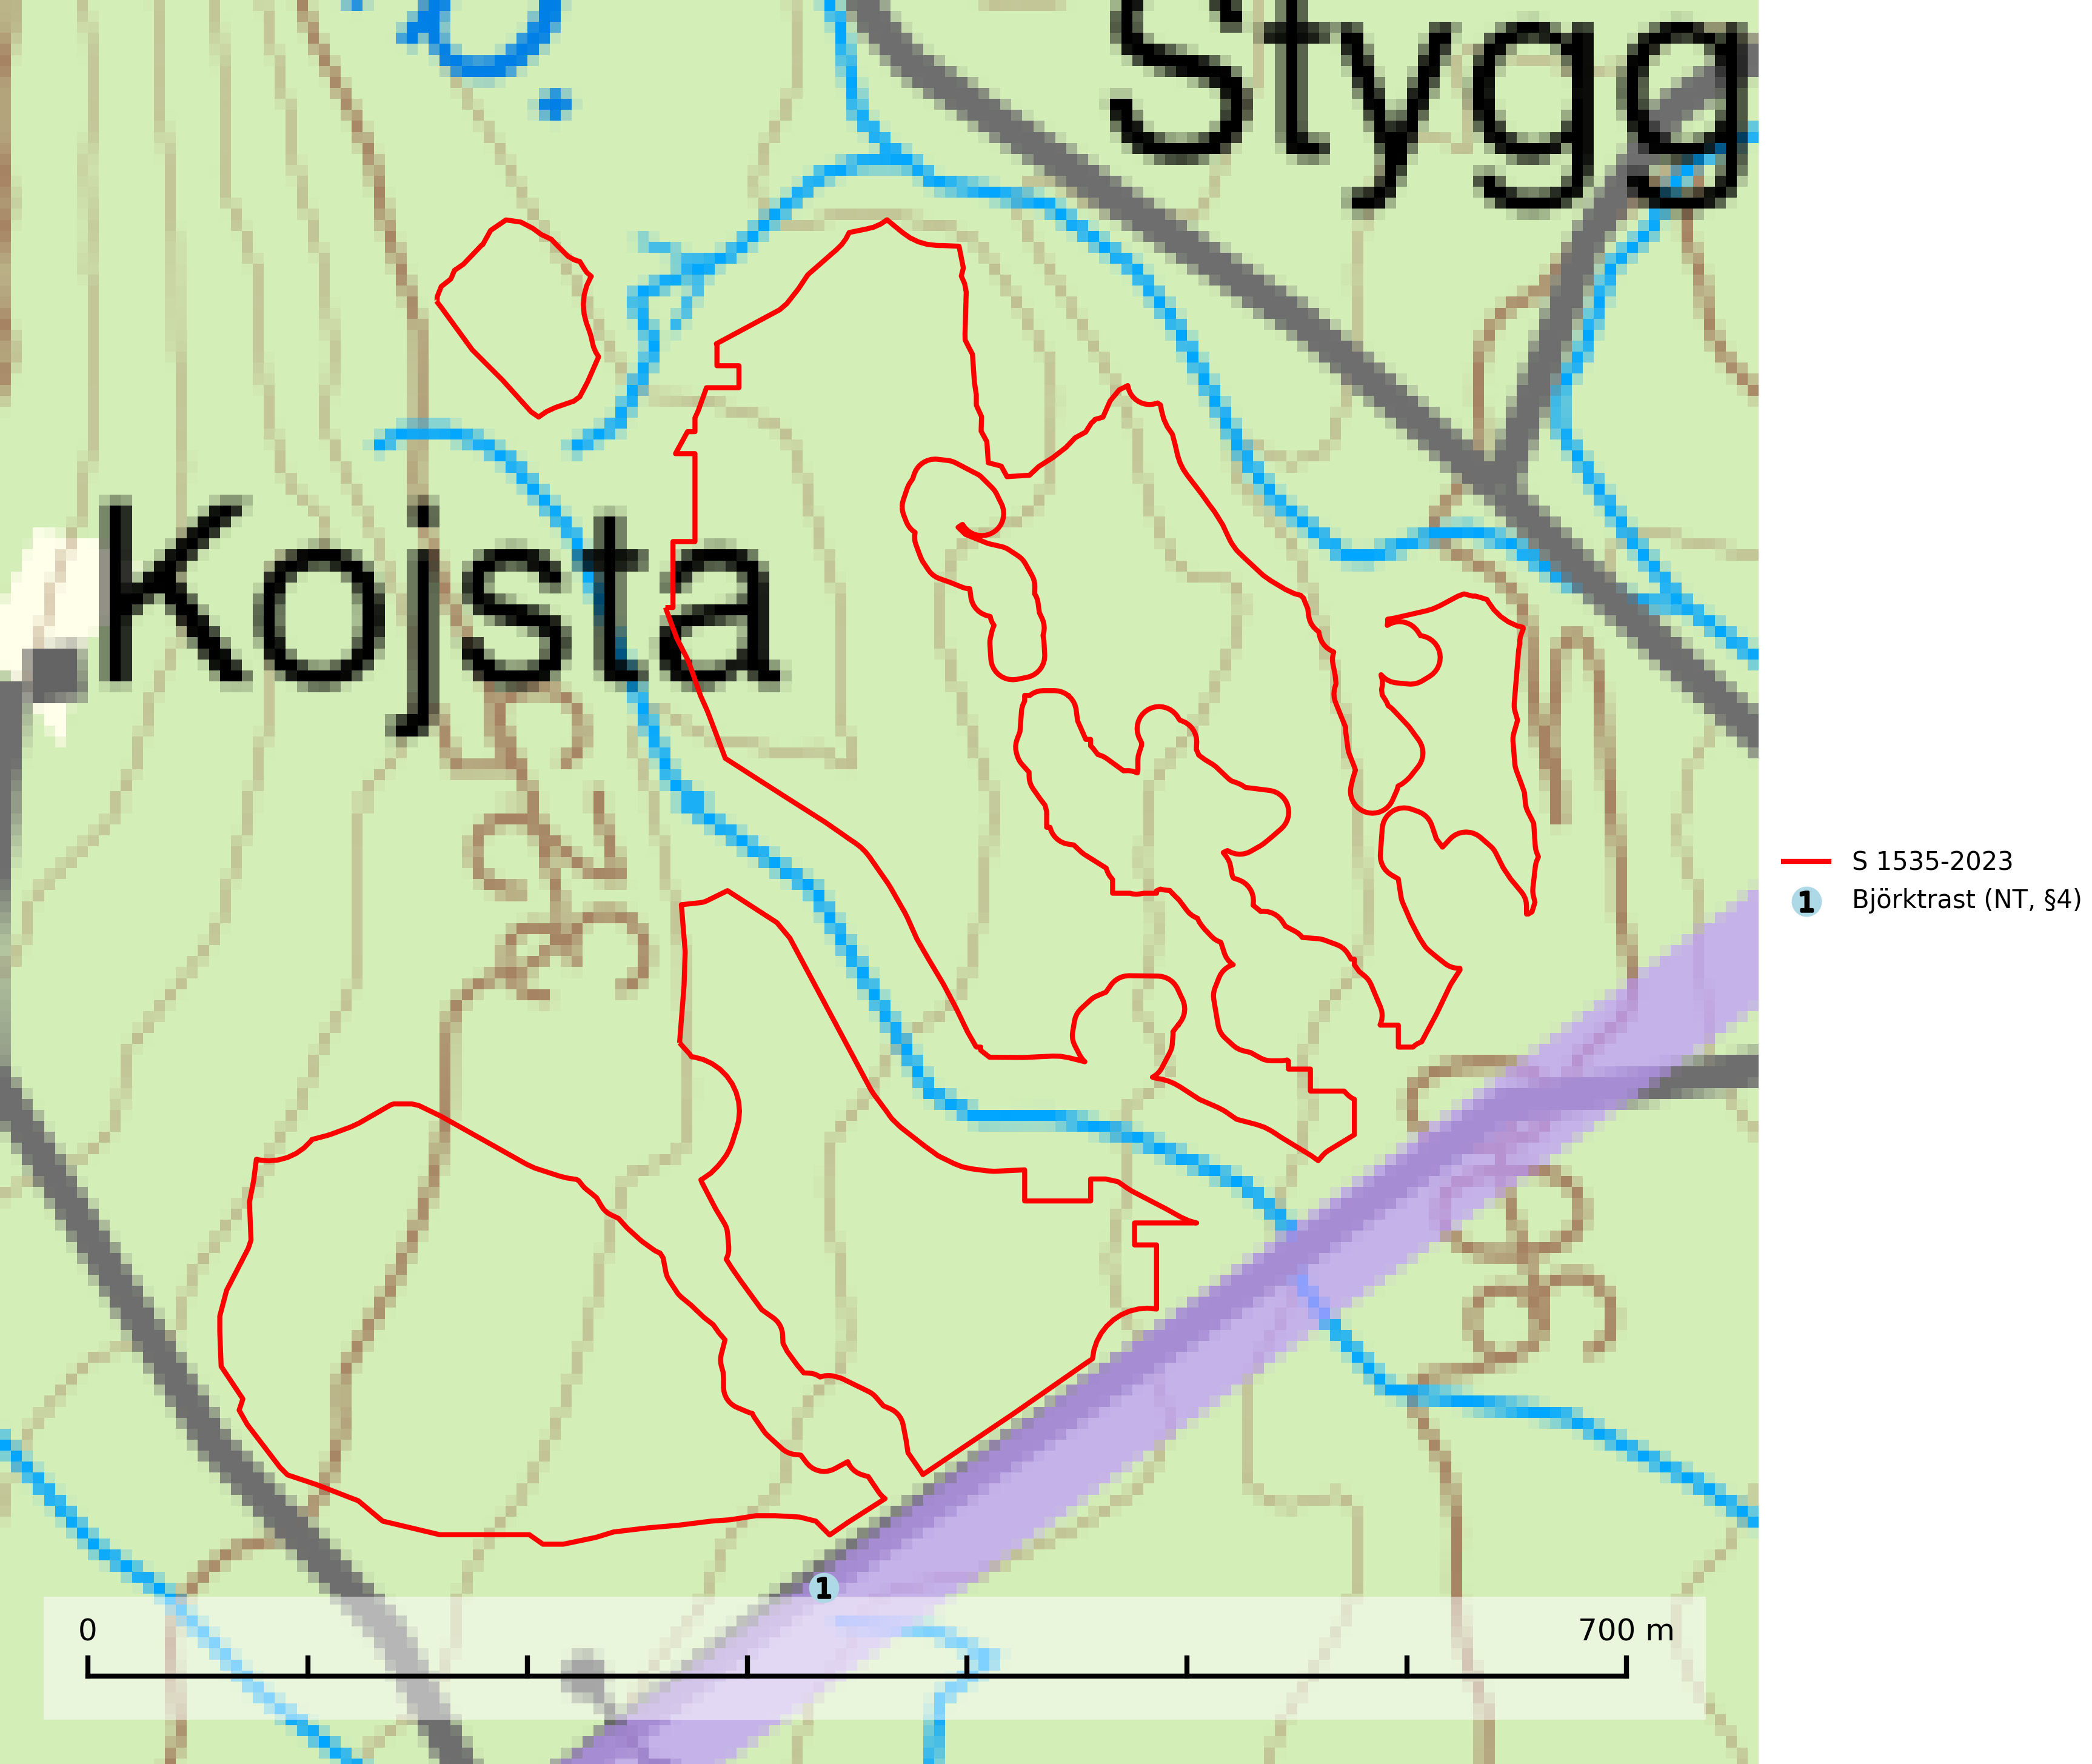 Stygg
Kojsta
S 1535-2023
1 Björktrast (NT, §4)
1
0 700 m